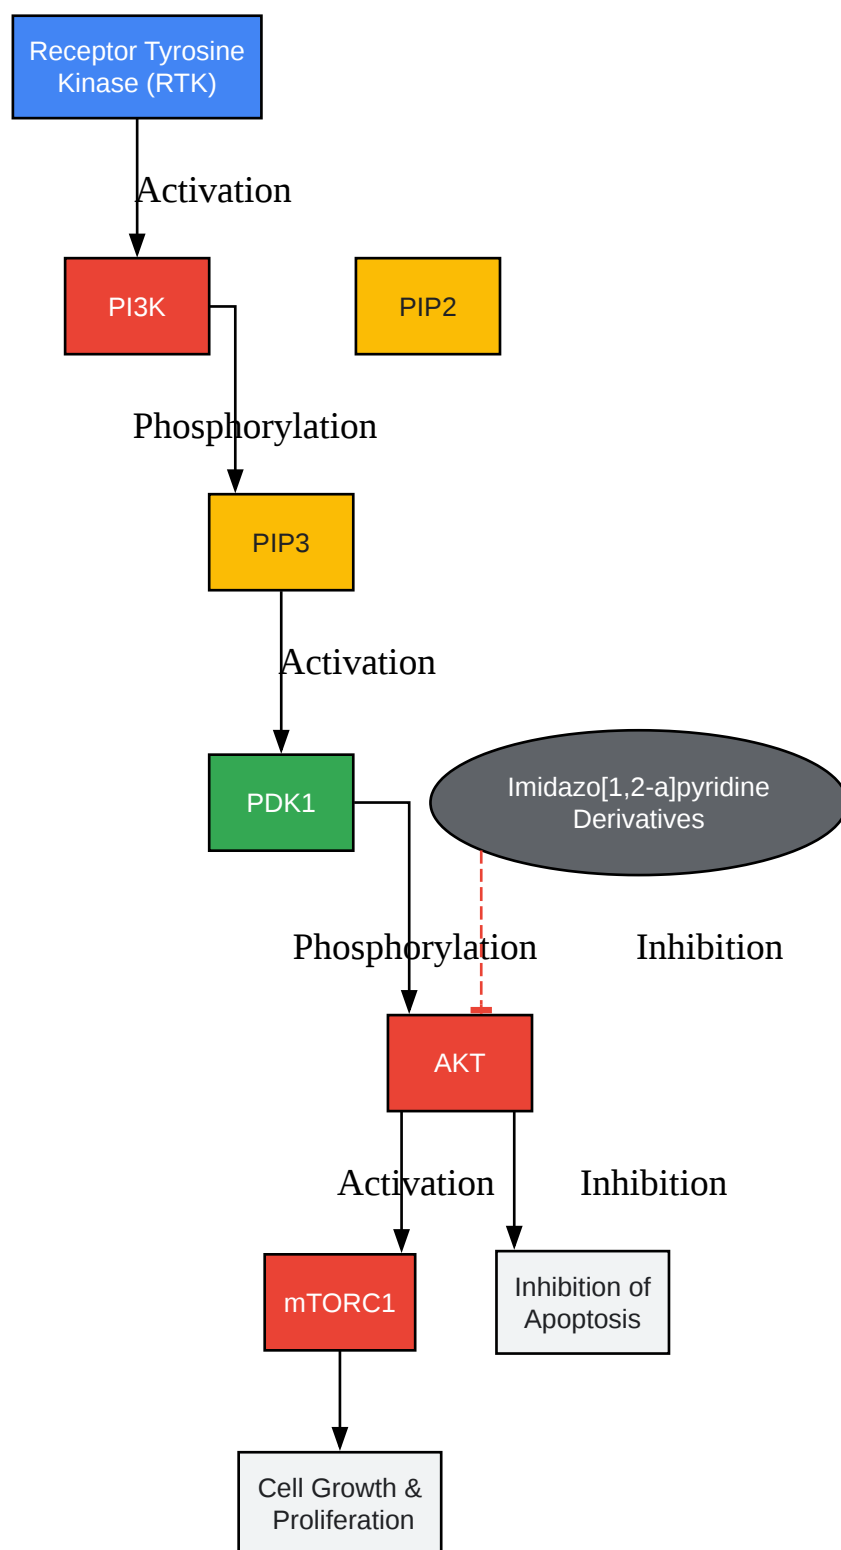 Receptor Tyrosine
Kinase (RTK)
Activation
PI3K
PIP2
Phosphorylation
PIP3
Activation
PDK1
Imidazo[1,2-a]pyridine
Derivatives
Phosphorylation
Inhibition
AKT
Activation
Inhibition
mTORC1
Inhibition of
Apoptosis
Cell Growth &
Proliferation